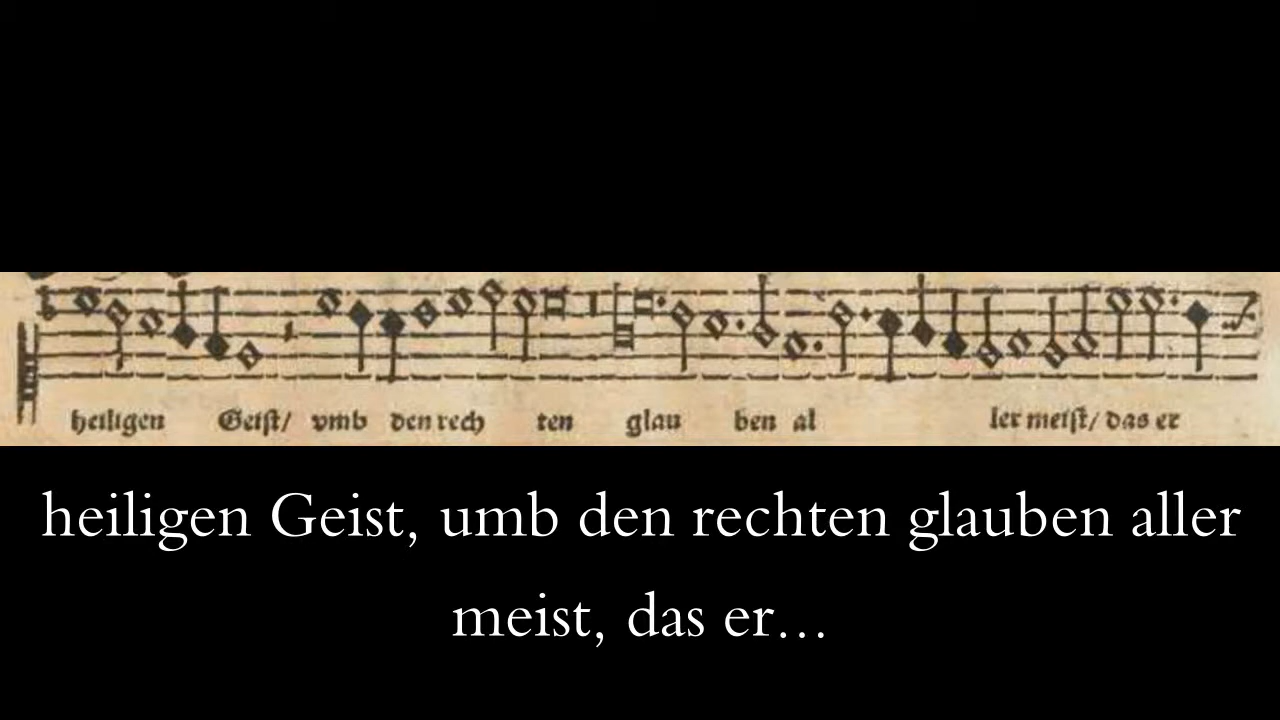 heiligen Geist/ vmb den rech ten glau ben al ler meist/ das er
heiligen Geist, umb den rechten glauben aller
meist, das er...